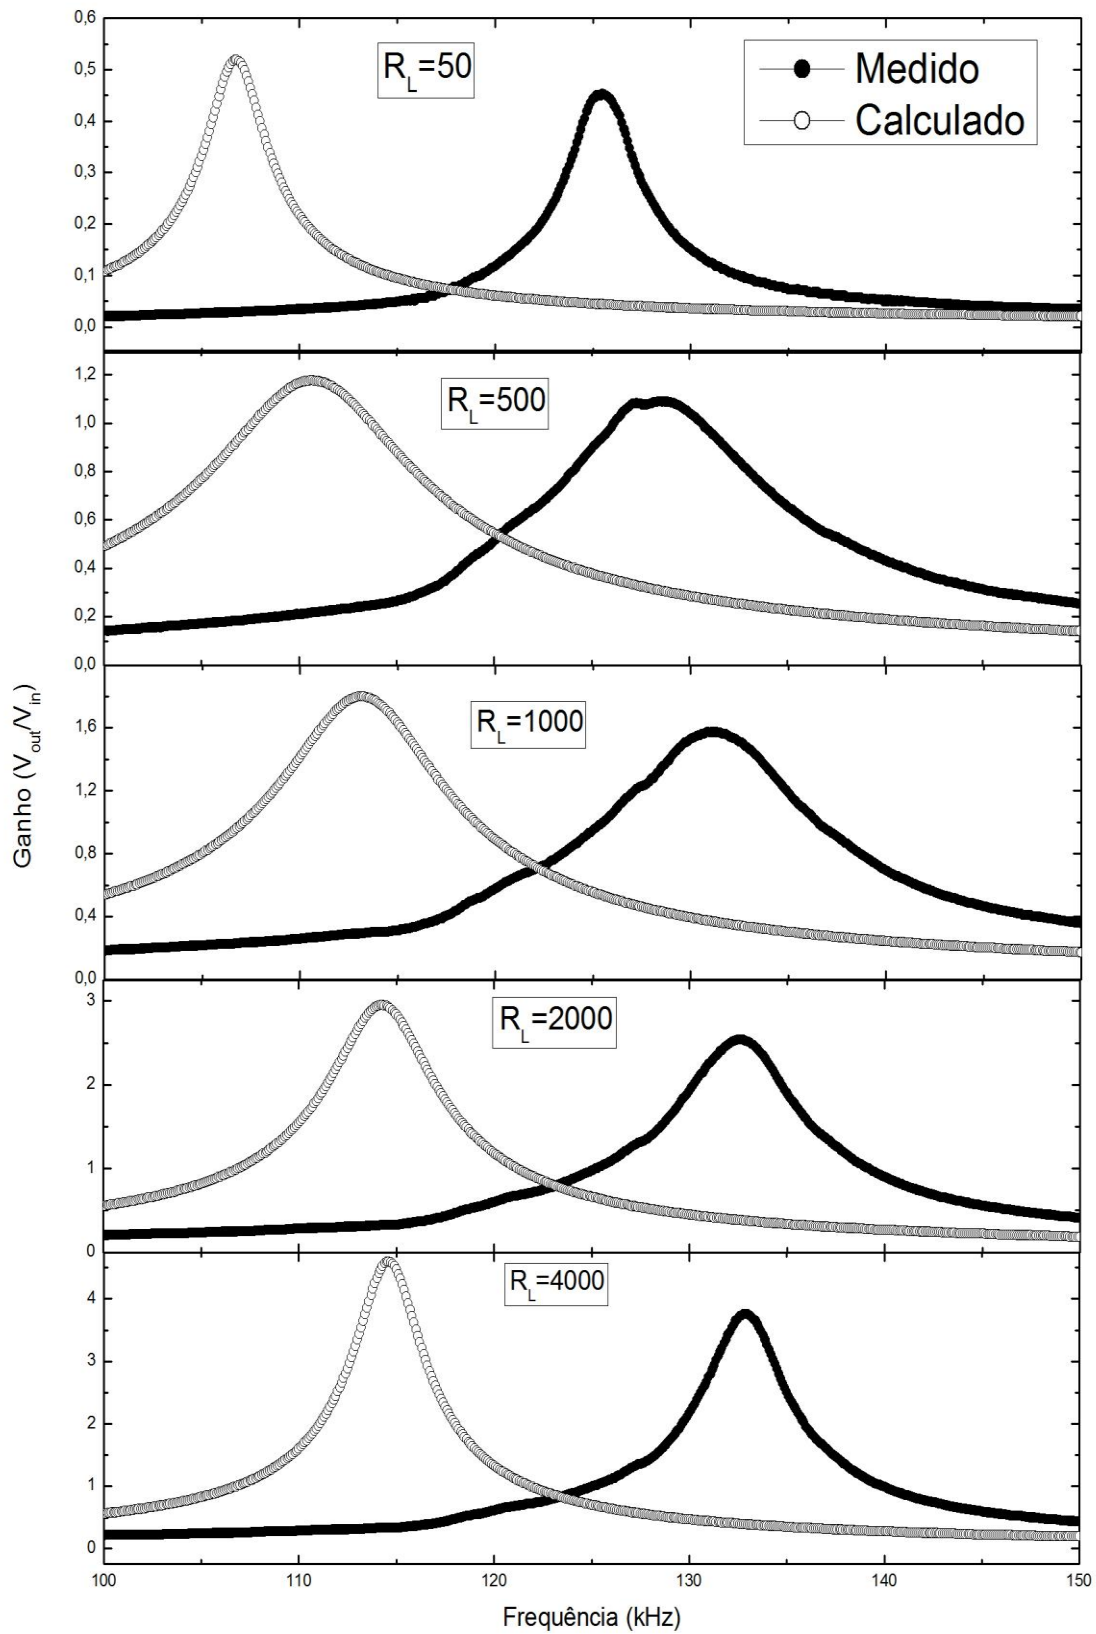 0,6
0,5
0,4
0,3
0,2
0,1
0,0
R_L=50
Medido
Calculado
1,2
1,0
0,8
0,6
0,4
0,2
0,0
R_L=500
1,6
1,2
0,8
0,4
0,0
R_L=1000
3
2
1
0
R_L=2000
4
3
2
1
0
R_L=4000
Ganho (V_out/V_in)
100 110 120 130 140 150
Frequência (kHz)